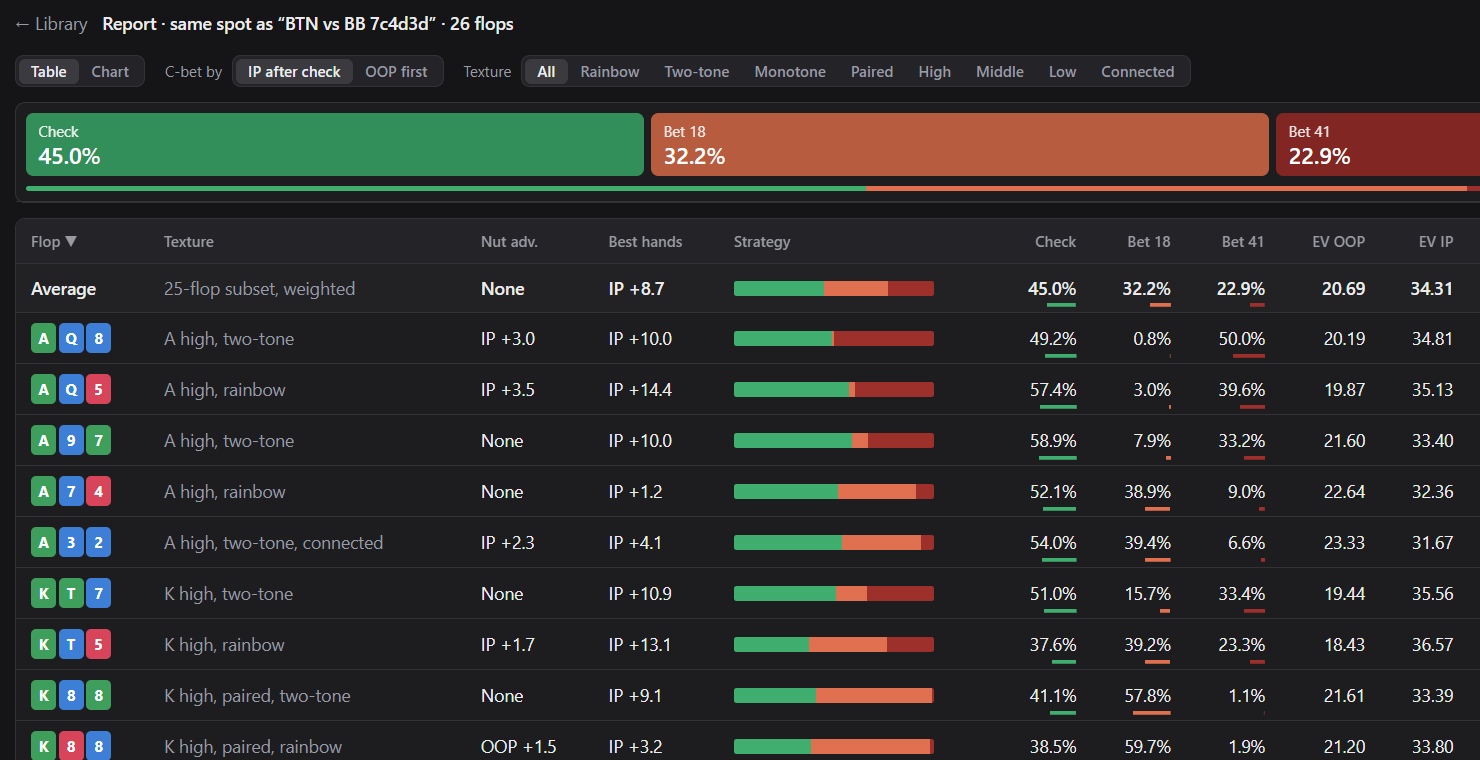 ← Library Report · same spot as “BTN vs BB 7c4d3d” · 26 flops
Table Chart C-bet by IP after check OOP first Texture All Rainbow Two-tone Monotone Paired High Middle Low Connected
Check Bet 18 Bet 41
45.0% 32.2% 22.9%
Flop ▼ Texture Nut adv. Best hands Strategy Check Bet 18 Bet 41 EV OOP EV IP
Average 25-flop subset, weighted None IP +8.7 45.0% 32.2% 22.9% 20.69 34.31
A Q 8 A high, two-tone IP +3.0 IP +10.0 49.2% 0.8% 50.0% 20.19 34.81
A Q 5 A high, rainbow IP +3.5 IP +14.4 57.4% 3.0% 39.6% 19.87 35.13
A 9 7 A high, two-tone None IP +10.0 58.9% 7.9% 33.2% 21.60 33.40
A 7 4 A high, rainbow None IP +1.2 52.1% 38.9% 9.0% 22.64 32.36
A 3 2 A high, two-tone, connected IP +2.3 IP +4.1 54.0% 39.4% 6.6% 23.33 31.67
K T 7 K high, two-tone None IP +10.9 51.0% 15.7% 33.4% 19.44 35.56
K T 5 K high, rainbow IP +1.7 IP +13.1 37.6% 39.2% 23.3% 18.43 36.57
K 8 8 K high, paired, two-tone None IP +9.1 41.1% 57.8% 1.1% 21.61 33.39
K 8 8 K high, paired, rainbow OOP +1.5 IP +3.2 38.5% 59.7% 1.9% 21.20 33.80